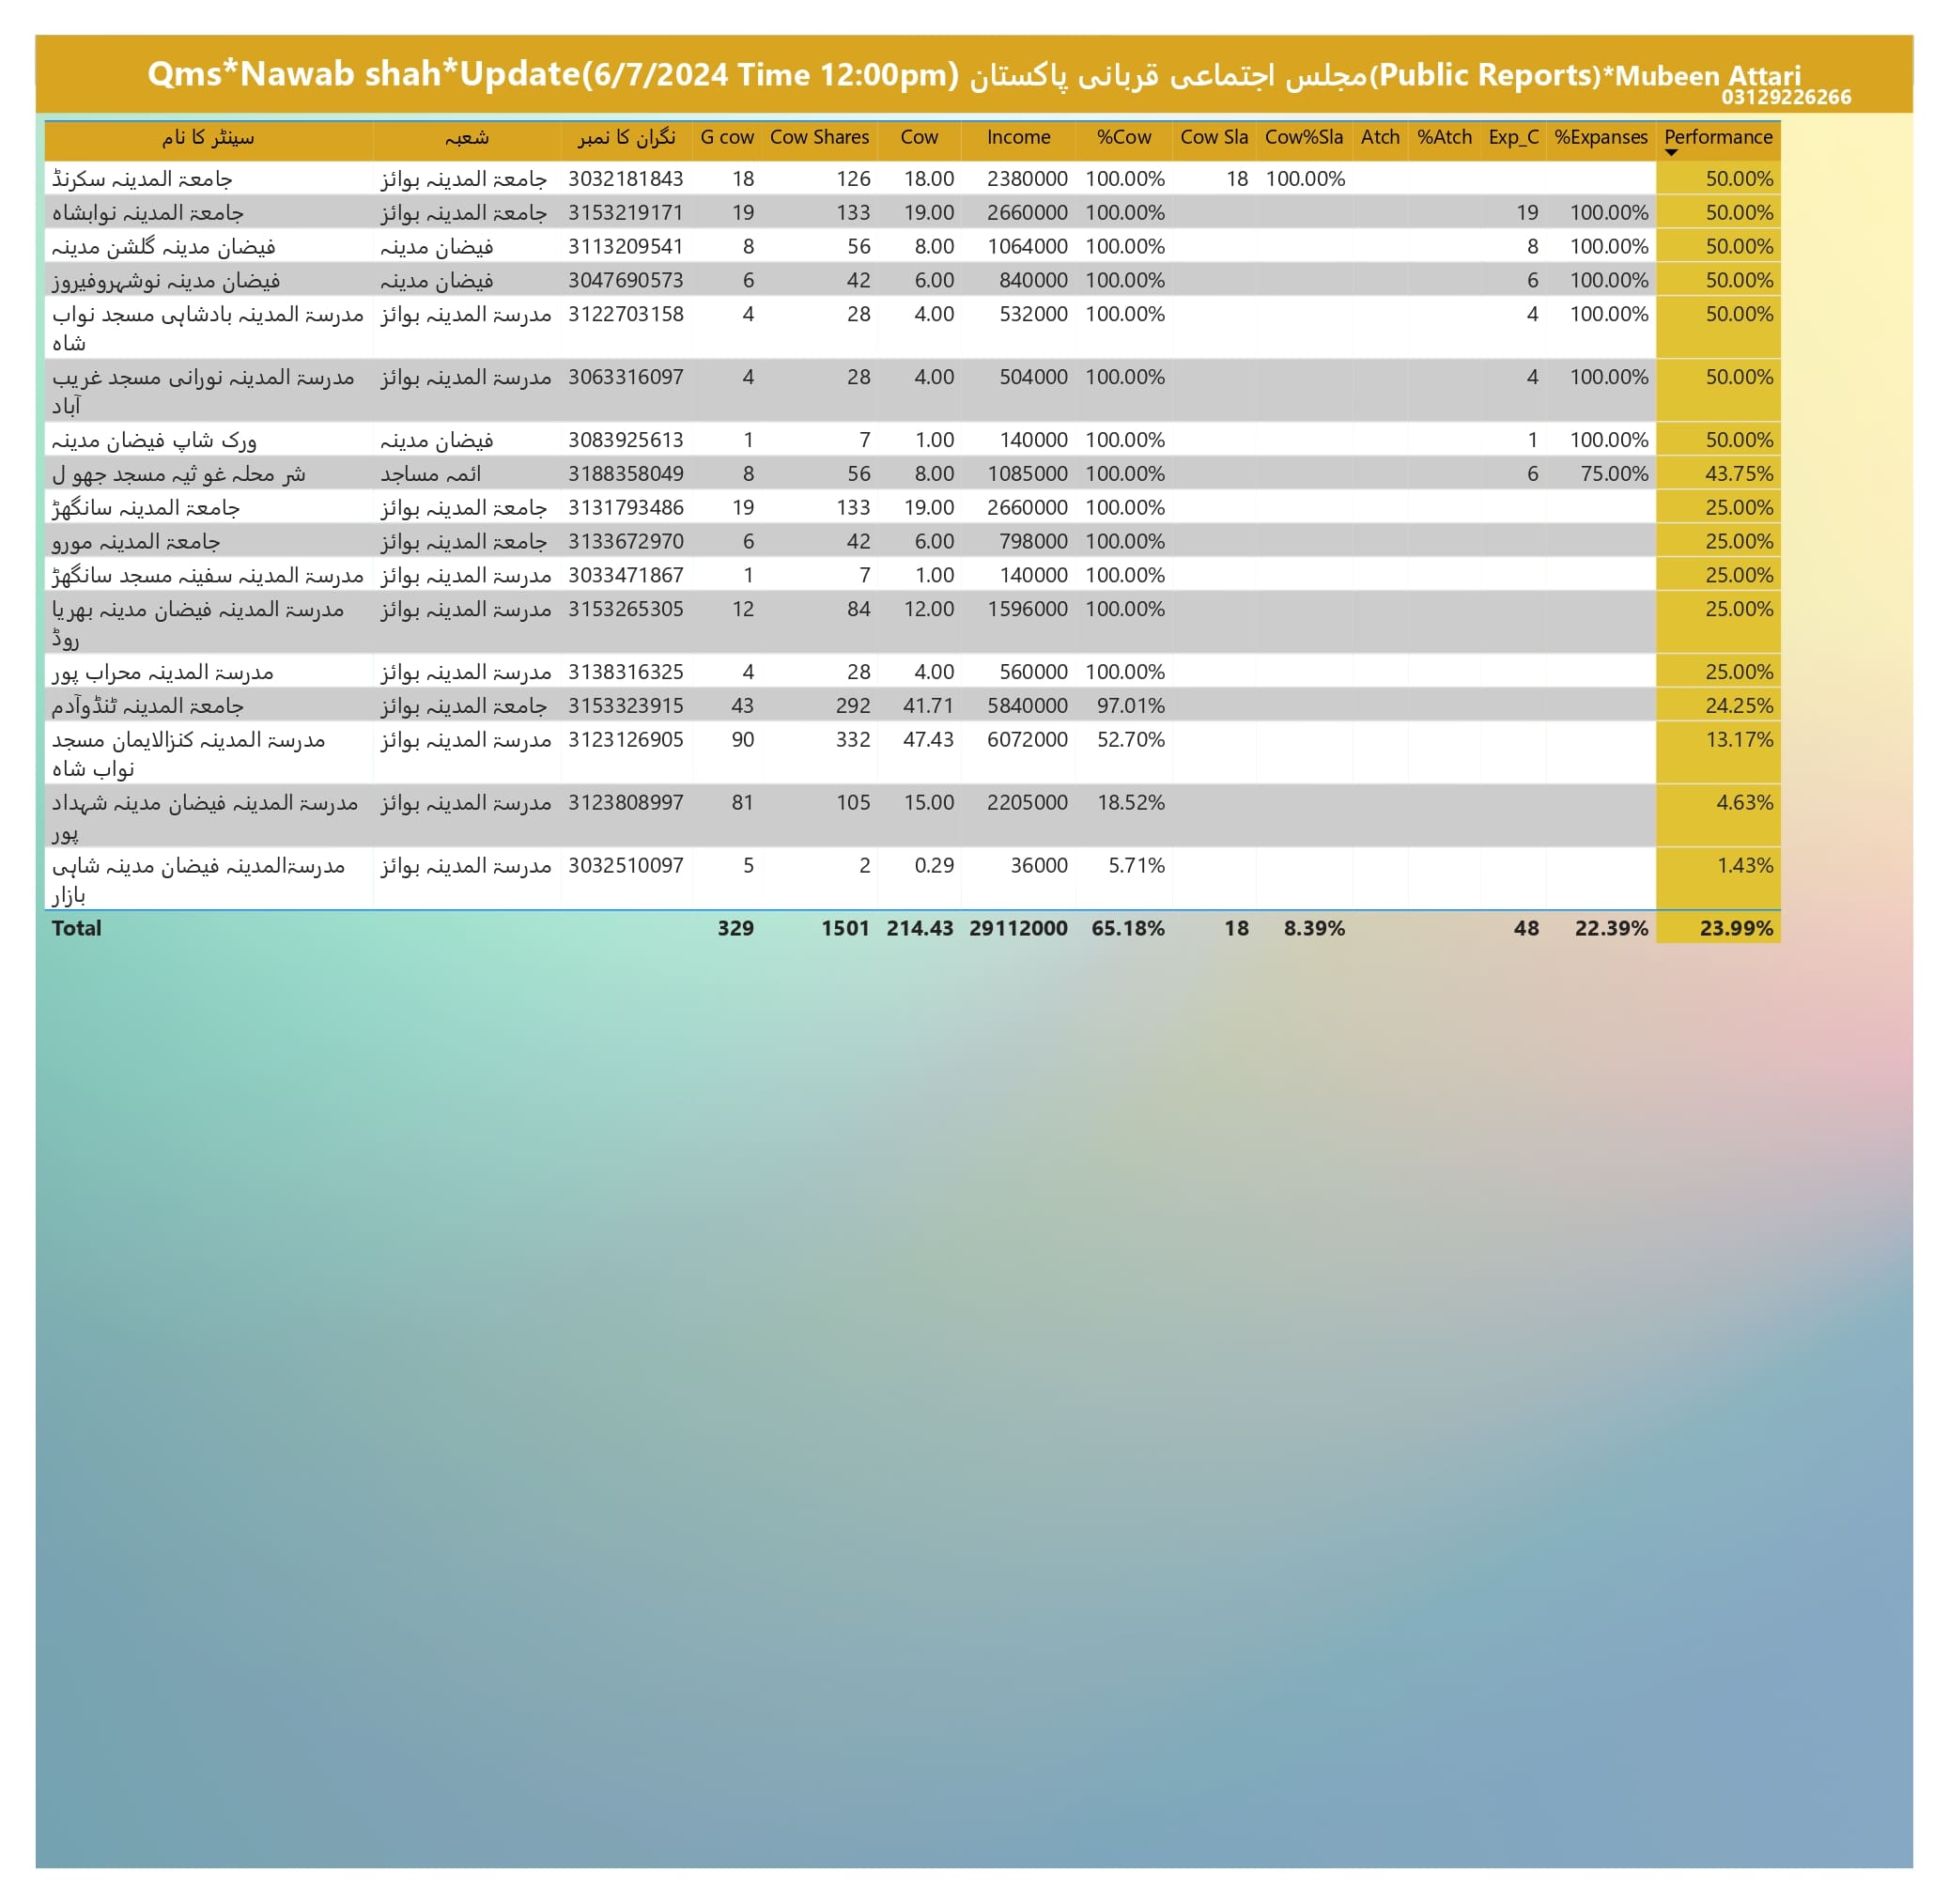 Qms*Nawab shah*Update(6/7/2024 Time 12:00pm) مجلس اجتماعی قربانی پاکستان(Public Reports)*Mubeen Attari
03129226266
سینٹر کا نام شعبہ نگران کا نمبر G cow Cow Shares Cow Income %Cow Cow Sla Cow%Sla Atch %Atch Exp_C %Expanses Performance
جامعۃ المدینہ سکرنڈ جامعۃ المدینہ بوائز 3032181843 18 126 18.00 2380000 100.00% 18 100.00% 50.00%
جامعۃ المدینہ نوابشاہ جامعۃ المدینہ بوائز 3153219171 19 133 19.00 2660000 100.00% 19 100.00% 50.00%
فیضان مدینہ گلشن مدینہ فیضان مدینہ 3113209541 8 56 8.00 1064000 100.00% 8 100.00% 50.00%
فیضان مدینہ نوشہروفیروز فیضان مدینہ 3047690573 6 42 6.00 840000 100.00% 6 100.00% 50.00%
مدرسۃ المدینہ بادشاہی مسجد نواب مدرسۃ المدینہ بوائز 3122703158 4 28 4.00 532000 100.00% 4 100.00% 50.00%
شاہ
مدرسۃ المدینہ نورانی مسجد غریب مدرسۃ المدینہ بوائز 3063316097 4 28 4.00 504000 100.00% 4 100.00% 50.00%
آباد
ورک شاپ فیضان مدینہ فیضان مدینہ 3083925613 1 7 1.00 140000 100.00% 1 100.00% 50.00%
شر محلہ غو ثیہ مسجد جھو ل ائمہ مساجد 3188358049 8 56 8.00 1085000 100.00% 6 75.00% 43.75%
جامعۃ المدینہ سانگھڑ جامعۃ المدینہ بوائز 3131793486 19 133 19.00 2660000 100.00% 25.00%
جامعۃ المدینہ مورو جامعۃ المدینہ بوائز 3133672970 6 42 6.00 798000 100.00% 25.00%
مدرسۃ المدینہ سفینہ مسجد سانگھڑ مدرسۃ المدینہ بوائز 3033471867 1 7 1.00 140000 100.00% 25.00%
مدرسۃ المدینہ فیضان مدینہ بھریا مدرسۃ المدینہ بوائز 3153265305 12 84 12.00 1596000 100.00% 25.00%
روڈ
مدرسۃ المدینہ محراب پور مدرسۃ المدینہ بوائز 3138316325 4 28 4.00 560000 100.00% 25.00%
جامعۃ المدینہ ٹنڈوآدم جامعۃ المدینہ بوائز 3153323915 43 292 41.71 5840000 97.01% 24.25%
مدرسۃ المدینہ کنزالایمان مسجد مدرسۃ المدینہ بوائز 3123126905 90 332 47.43 6072000 52.70% 13.17%
نواب شاہ
مدرسۃ المدینہ فیضان مدینہ شہداد مدرسۃ المدینہ بوائز 3123808997 81 105 15.00 2205000 18.52% 4.63%
پور
مدرسۃالمدینہ فیضان مدینہ شاہی مدرسۃ المدینہ بوائز 3032510097 5 2 0.29 36000 5.71% 1.43%
بازار
Total 329 1501 214.43 29112000 65.18% 18 8.39% 48 22.39% 23.99%